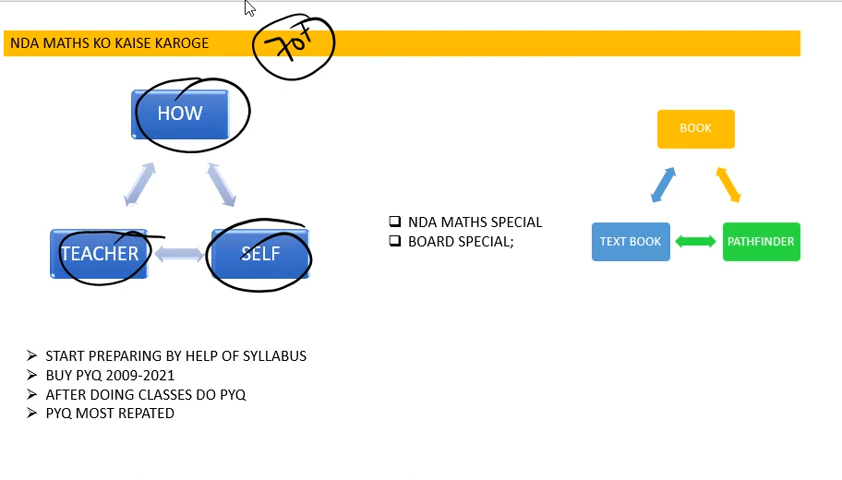 NDA MATHS KO KAISE KAROGE
70+
HOW
TEACHER
SELF
NDA MATHS SPECIAL
BOARD SPECIAL;
BOOK
TEXT BOOK
PATHFINDER
START PREPARING BY HELP OF SYLLABUS
BUY PYQ 2009-2021
AFTER DOING CLASSES DO PYQ
PYQ MOST REPATED